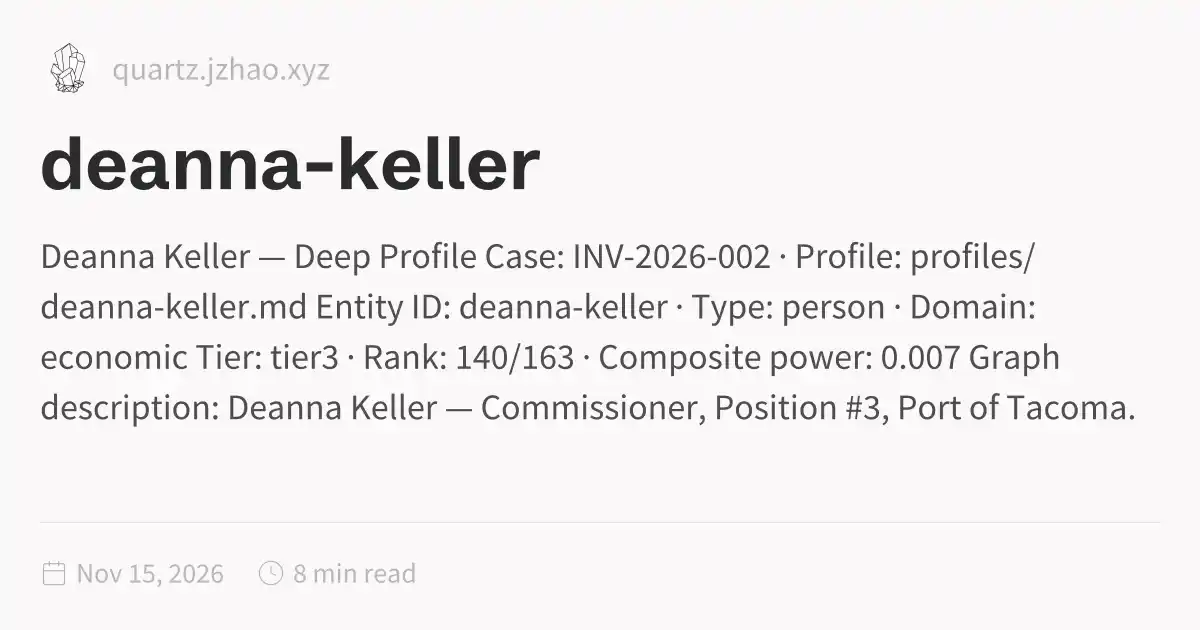 quartz.jzhao.xyz
deanna-keller
Deanna Keller — Deep Profile Case: INV-2026-002 · Profile: profiles/
deanna-keller.md Entity ID: deanna-keller · Type: person · Domain:
economic Tier: tier3 · Rank: 140/163 · Composite power: 0.007 Graph
description: Deanna Keller — Commissioner, Position #3, Port of Tacoma.
Nov 15, 2026 8 min read